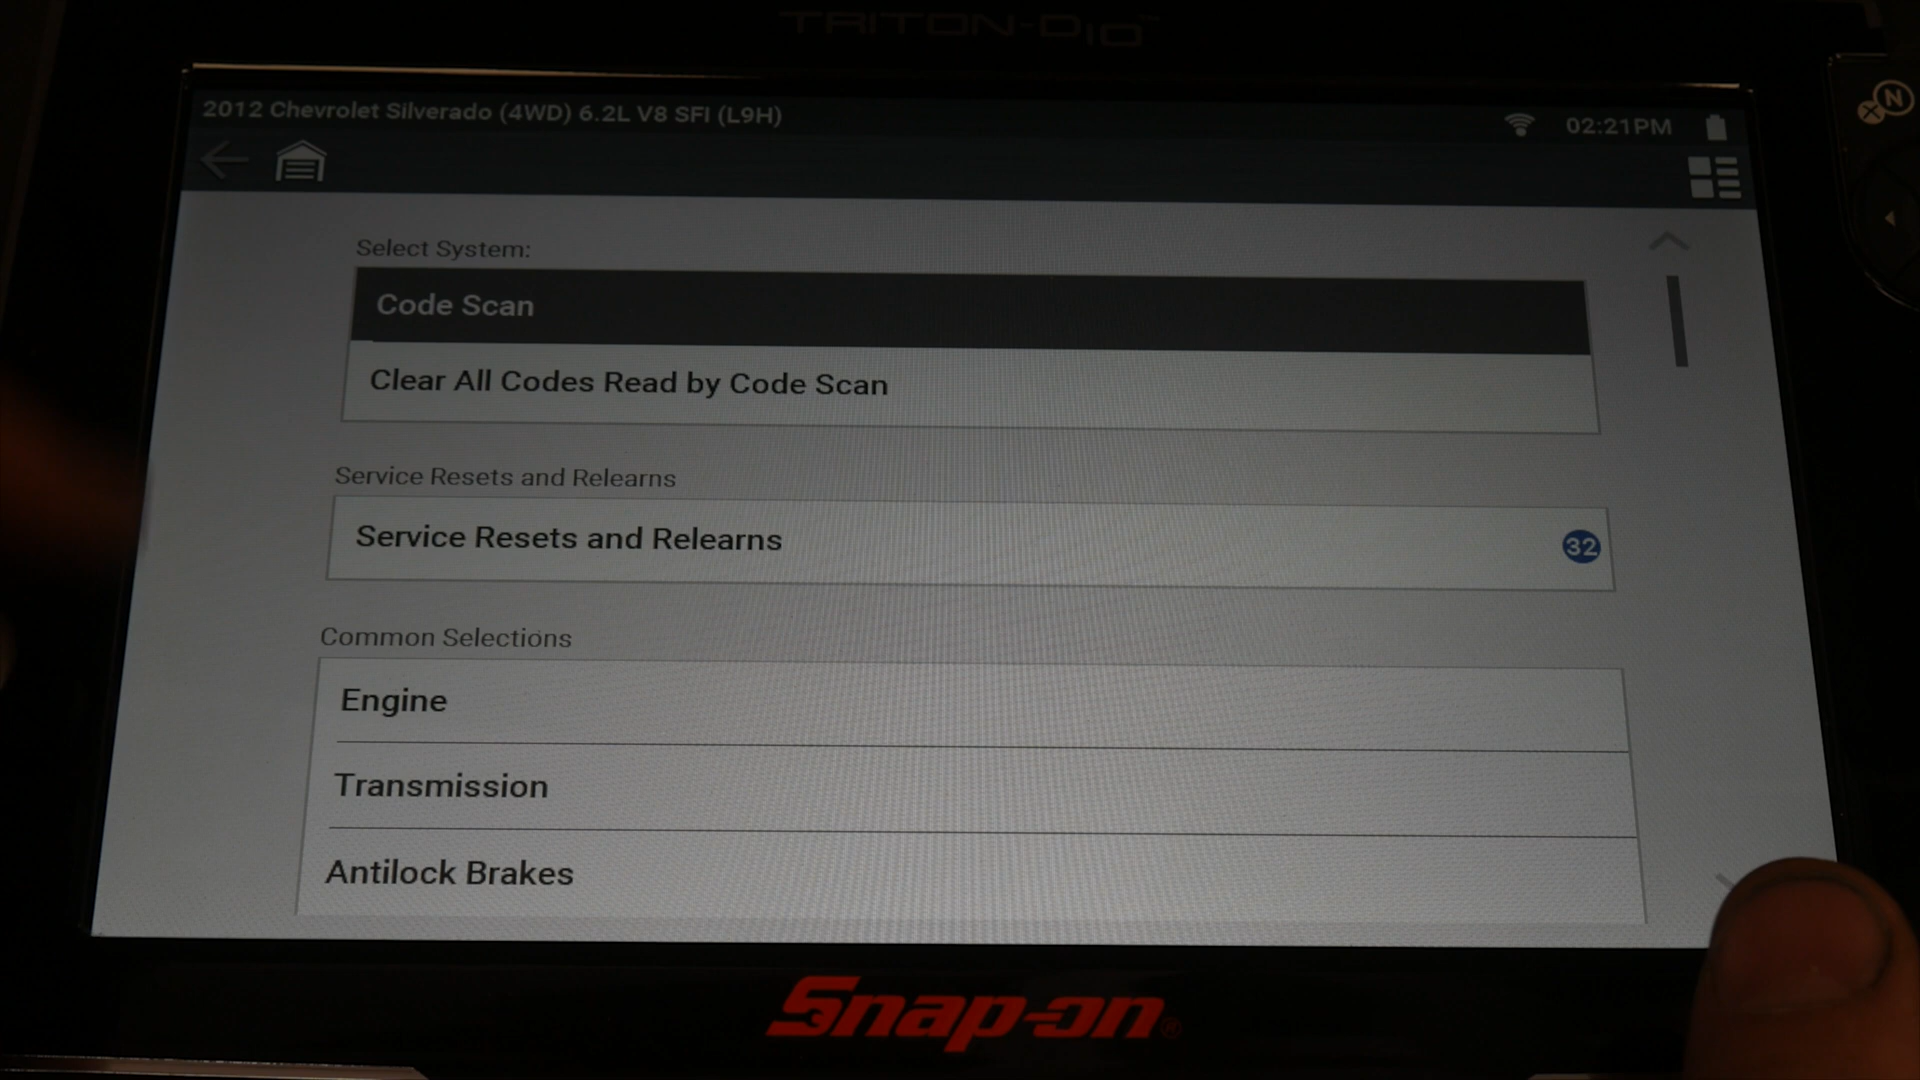 TRITON-D10™
2012 Chevrolet Silverado (4WD) 6.2L V8 SFI (L9H)
02:21PM
N
X
Select System:
Code Scan
Clear All Codes Read by Code Scan
Service Resets and Relearns
Service Resets and Relearns
32
Common Selections
Engine
Transmission
Antilock Brakes
Snap-on®